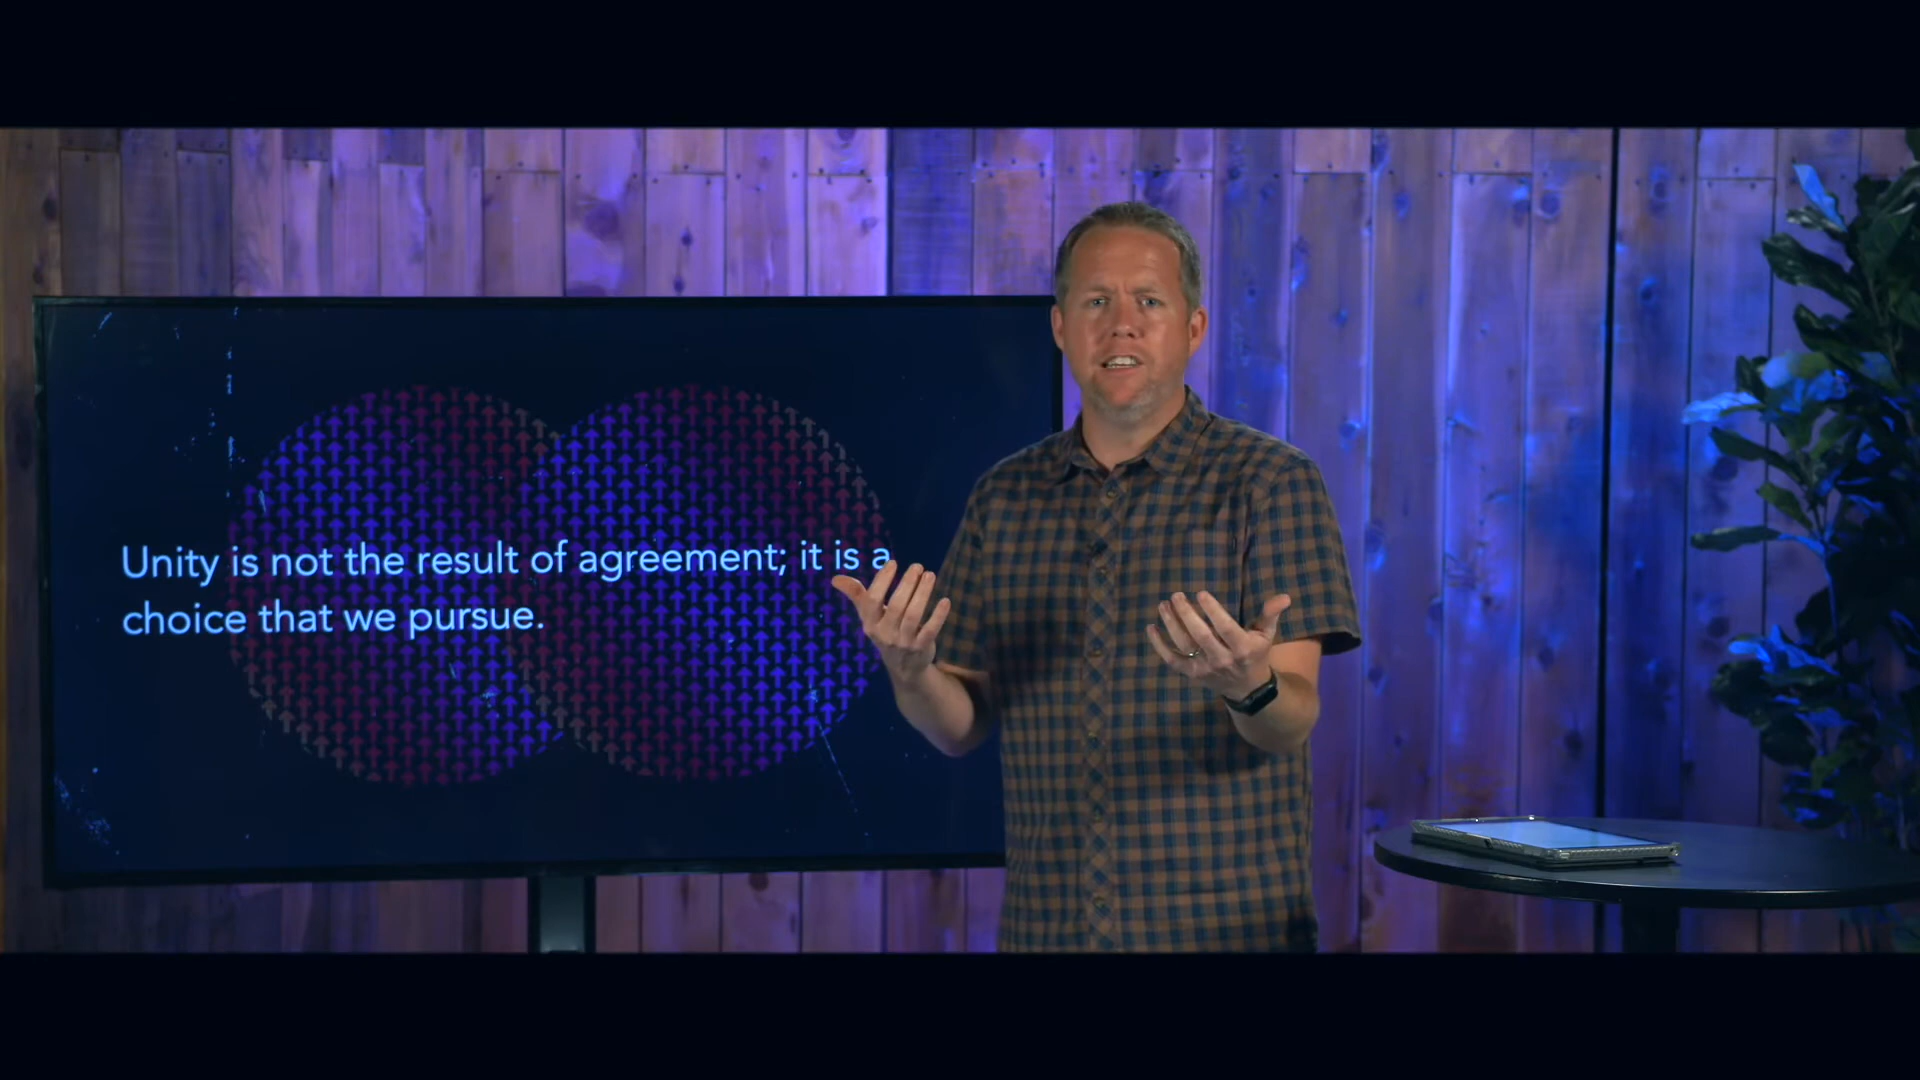 Unity is not the result of agreement; it is a
choice that we pursue.